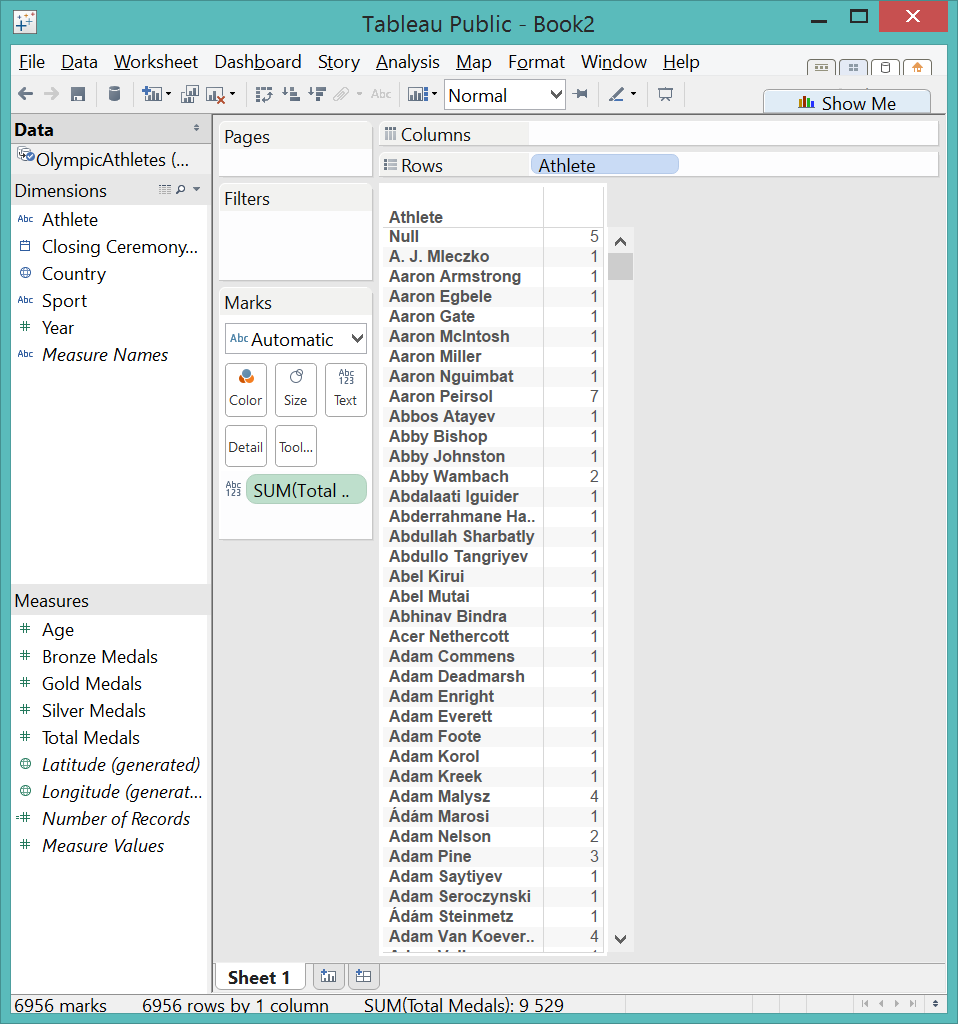 Tableau Public - Book2
File Data Worksheet Dashboard Story Analysis Map Format Window Help
Abc Normal Show Me
Data
OlympicAthletes (...
Dimensions
Abc Athlete
Closing Ceremony...
Country
Abc Sport
# Year
Abc Measure Names
Measures
# Age
# Bronze Medals
# Gold Medals
# Silver Medals
# Total Medals
Latitude (generated)
Longitude (generat...
=# Number of Records
# Measure Values
Pages
Filters
Marks
Abc Automatic
Color Size Abc 123 Text
Detail Tool...
Abc 123 SUM(Total ..
Columns
Rows Athlete
Athlete
Null 5
A. J. Mleczko 1
Aaron Armstrong 1
Aaron Egbele 1
Aaron Gate 1
Aaron McIntosh 1
Aaron Miller 1
Aaron Nguimbat 1
Aaron Peirsol 7
Abbos Atayev 1
Abby Bishop 1
Abby Johnston 1
Abby Wambach 2
Abdalaati Iguider 1
Abderrahmane Ha.. 1
Abdullah Sharbatly 1
Abdullo Tangriyev 1
Abel Kirui 1
Abel Mutai 1
Abhinav Bindra 1
Acer Nethercott 1
Adam Commens 1
Adam Deadmarsh 1
Adam Enright 1
Adam Everett 1
Adam Foote 1
Adam Korol 1
Adam Kreek 1
Adam Malysz 4
Ádám Marosi 1
Adam Nelson 2
Adam Pine 3
Adam Saytiyev 1
Adam Seroczynski 1
Ádám Steinmetz 1
Adam Van Koever.. 4
Sheet 1
6956 marks 6956 rows by 1 column SUM(Total Medals): 9 529